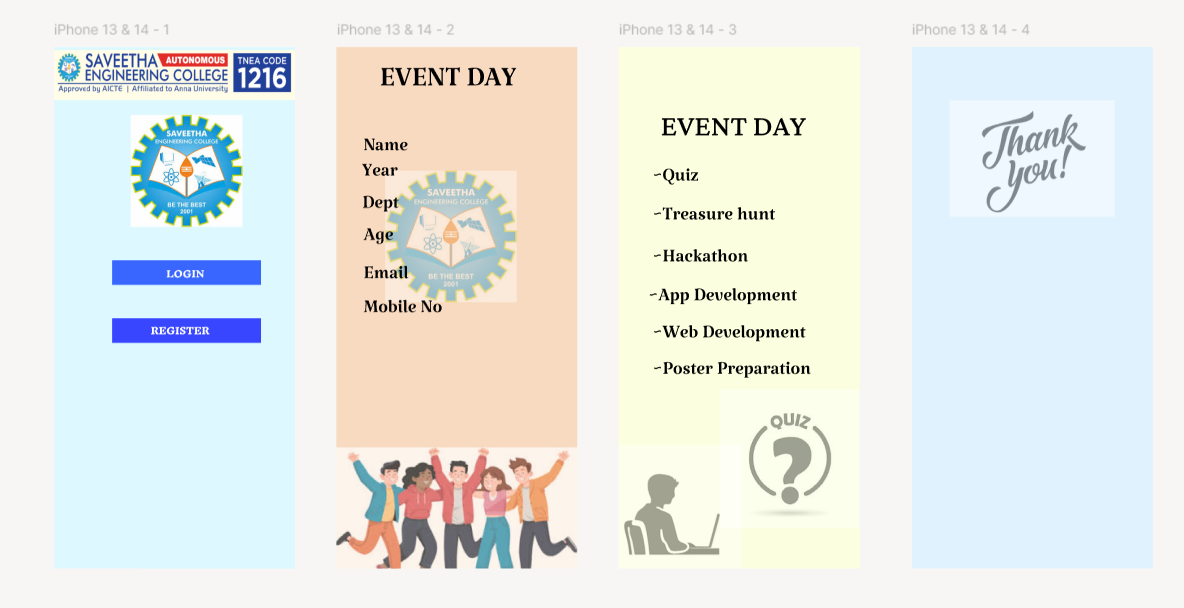 iPhone 13 & 14 - 1
SAVEETHA AUTONOMOUS
ENGINEERING COLLEGE
Approved by AICTE | Affiliated to Anna University
TNEA CODE
1216
SAVEETHA
ENGINEERING COLLEGE
BE THE BEST
2001
LOGIN
REGISTER
iPhone 13 & 14 - 2
EVENT DAY
Name
Year
Dept
Age
Email
Mobile No
SAVEETHA
ENGINEERING COLLEGE
BE THE BEST
2001
iPhone 13 & 14 - 3
EVENT DAY
~Quiz
~Treasure hunt
~Hackathon
~App Development
~Web Development
~Poster Preparation
QUIZ
?
iPhone 13 & 14 - 4
Thank
you!